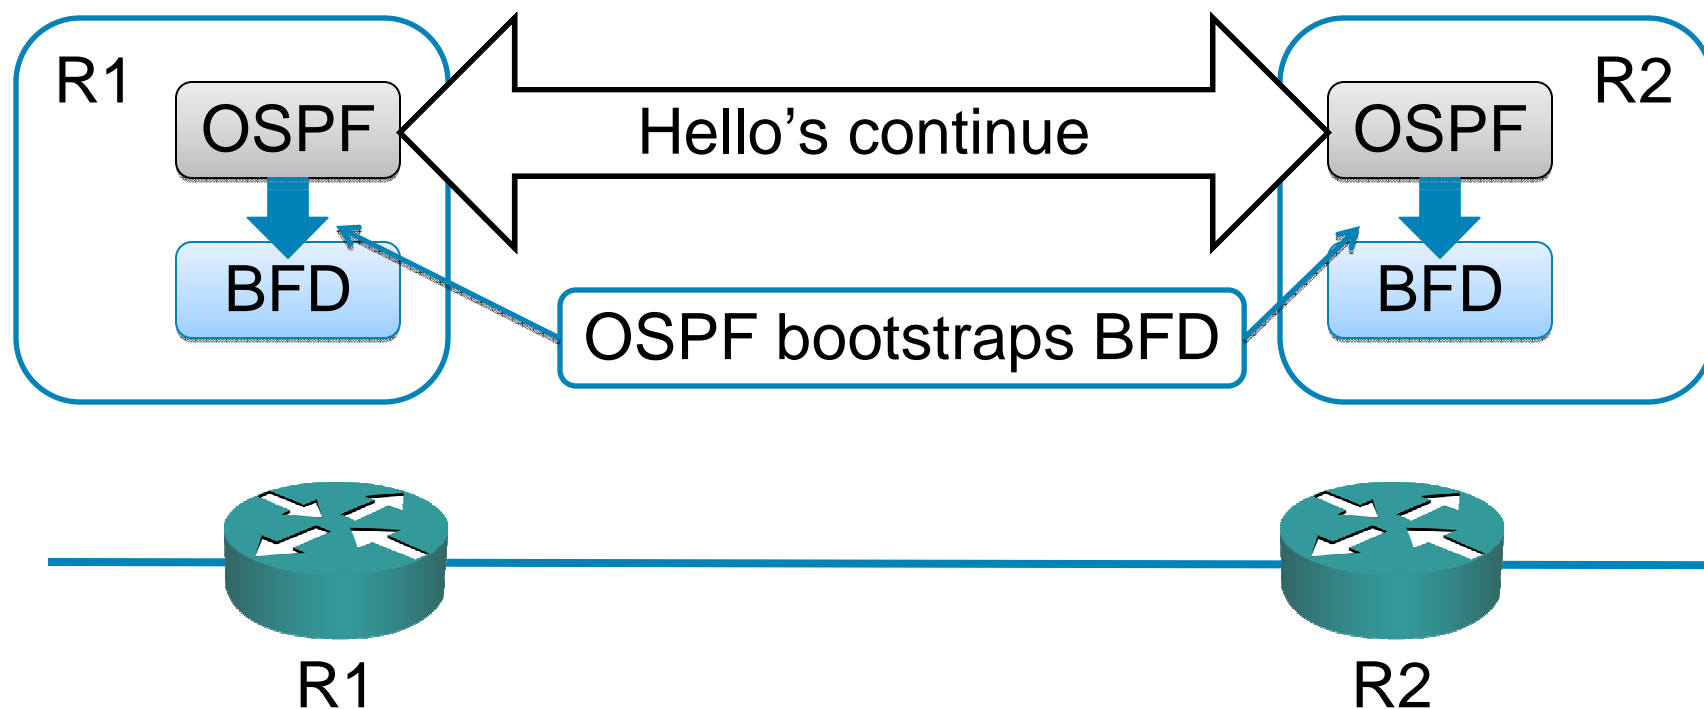 R1
OSPF
Hello’s continue
OSPF
R2
BFD
OSPF bootstraps BFD
BFD
R1
R2